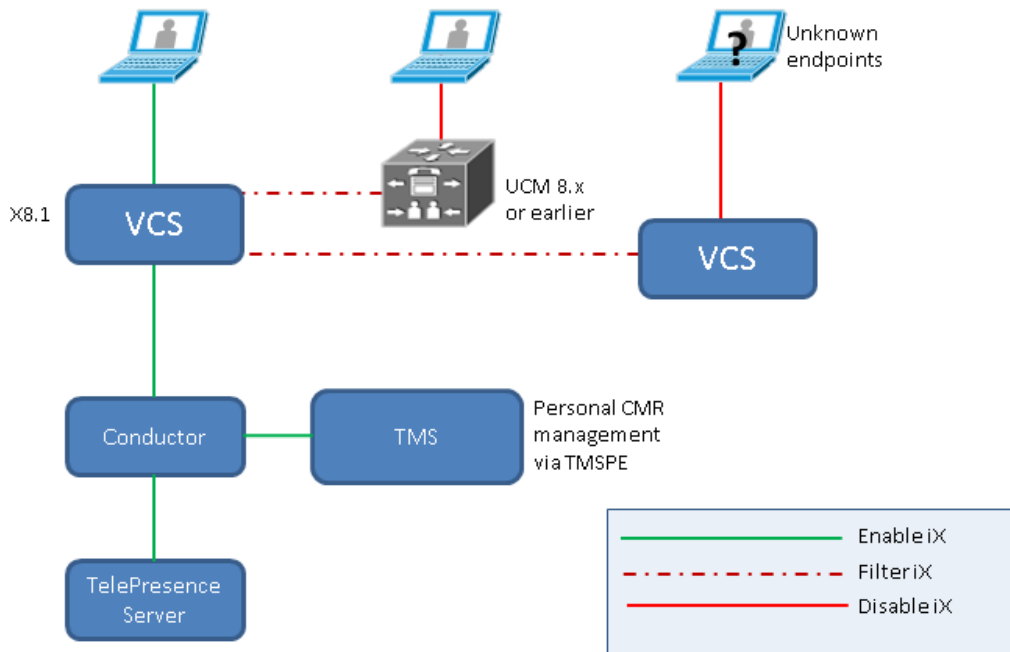 ?
Unknown
endpoints
UCM 8.x
or earlier
X8.1
VCS
VCS
Conductor
TMS
Personal CMR
management
via TMSPE
TelePresence
Server
Enable iX
Filter iX
Disable iX